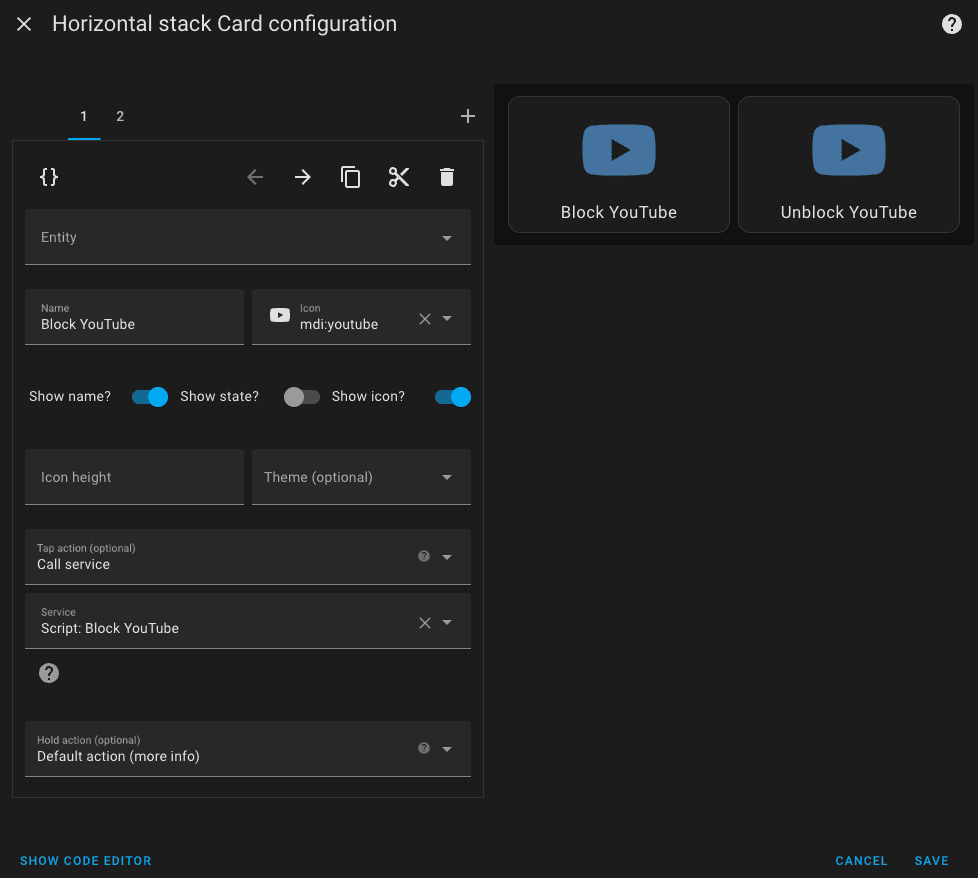 Horizontal stack Card configuration
1
2
{}
Entity
Name
Block YouTube
Icon
mdi:youtube
Show name?
Show state?
Show icon?
Icon height
Theme (optional)
Tap action (optional)
Call service
Service
Script: Block YouTube
Hold action (optional)
Default action (more info)
Block YouTube
Unblock YouTube
SHOW CODE EDITOR
CANCEL
SAVE